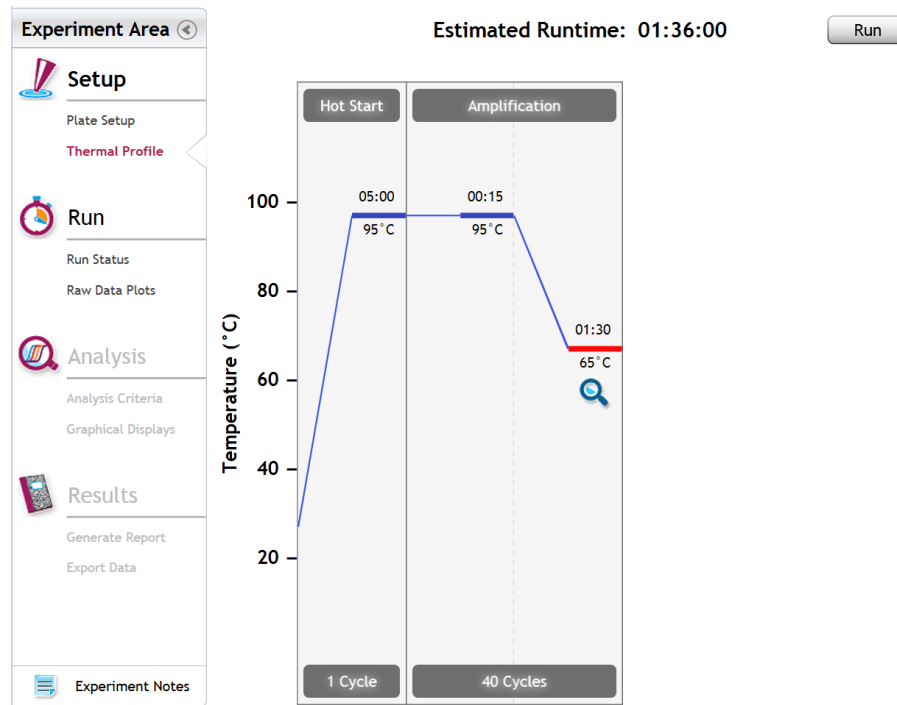 Experiment Area
Estimated Runtime: 01:36:00
Run
Setup
Plate Setup
Thermal Profile
Run
Run Status
Raw Data Plots
Analysis
Analysis Criteria
Graphical Displays
Results
Generate Report
Export Data
Experiment Notes
Hot Start
Amplification
Temperature (°C)
100
80
60
40
20
05:00
95°C
00:15
95°C
01:30
65°C
1 Cycle
40 Cycles